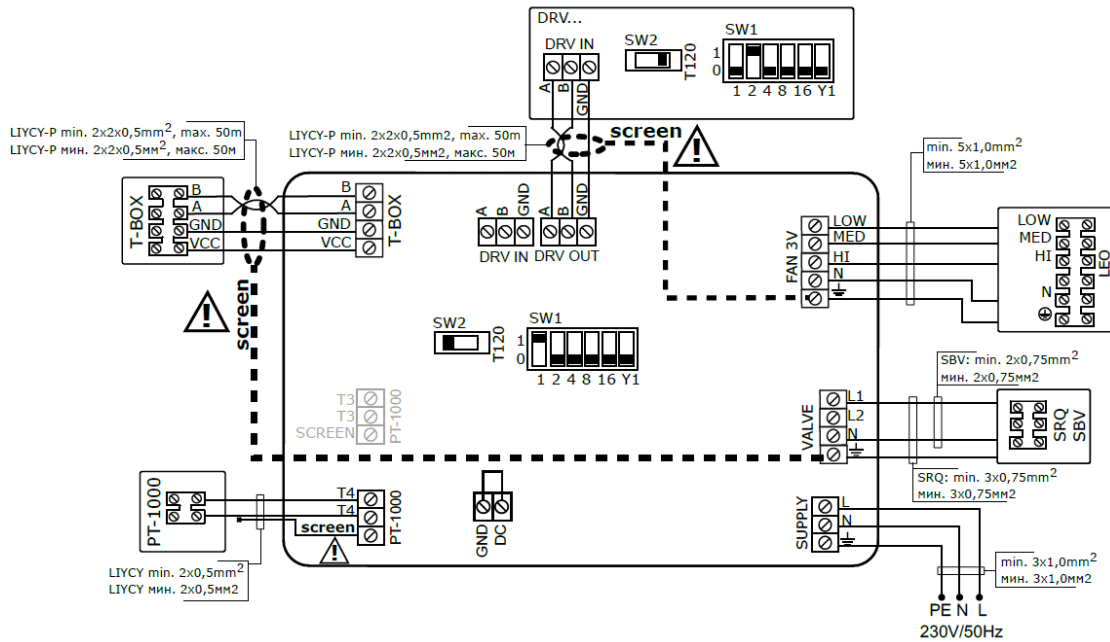 DRV...
DRV IN
SW2
SW1
T120
1
0
1 2 4 8 16 Y1
A
B
GND
LIYCY-P min. 2x2x0,5mm², max. 50m
LIYCY-P мин. 2x2x0,5мм², макс. 50м
LIYCY-P min. 2x2x0,5mm2, max. 50m
LIYCY-P мин. 2x2x0,5мм2, макс. 50м
screen
min. 5x1,0mm²
мин. 5x1,0мм2
T-BOX
B
A
GND
VCC
B
A
GND
VCC
T-BOX
screen
A
B
GND
A
B
GND
DRV IN
DRV OUT
FAN 3V
LOW
MED
HI
N
LOW
MED
HI
N
LEO
SW2
T120
SW1
1
0
1 2 4 8 16 Y1
SBV: min. 2x0,75mm²
мин. 2x0,75мм2
T3
T3
SCREEN
PT-1000
VALVE
L1
L2
N
SRQ
SBV
SRQ: min. 3x0,75mm²
мин. 3x0,75мм2
PT-1000
T4
T4
screen
PT-1000
GND
DC
SUPPLY
L
N
LIYCY min. 2x0,5mm²
LIYCY мин. 2x0,5мм2
min. 3x1,0mm²
мин. 3x1,0мм2
PE N L
230V/50Hz